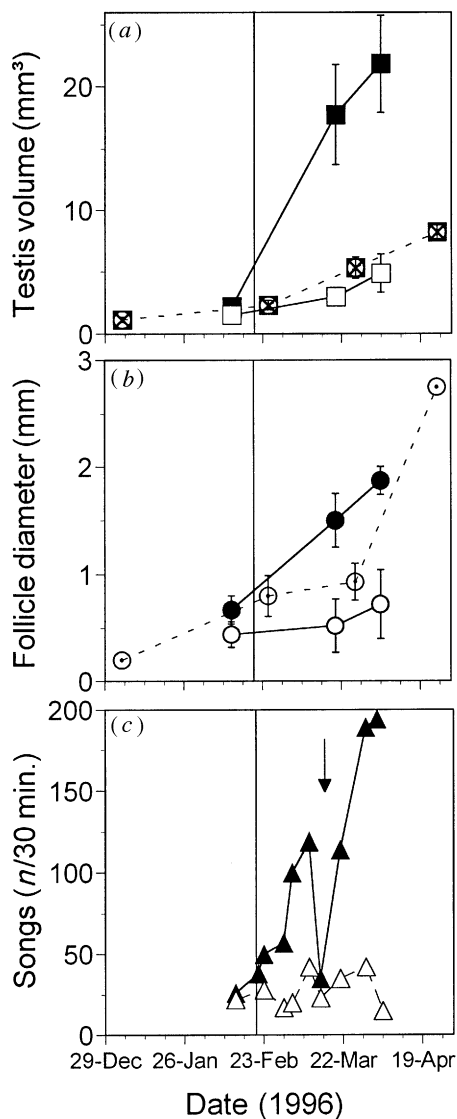 (a)
Testis volume (mm³)
20
10
0
(b)
Follicle diameter (mm)
3
2
1
0
(c)
Songs (n/30 min.)
200
150
100
50
0
29-Dec 26-Jan 23-Feb 22-Mar 19-Apr
Date (1996)